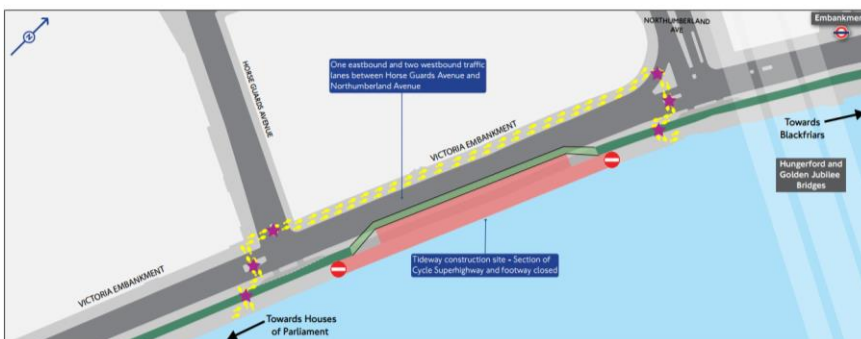 N
NORTHUMBERLAND
AVE
Embankment
HORSE GUARDS AVENUE
One eastbound and two westbound traffic
lanes between Horse Guards Avenue and
Northumberland Avenue
VICTORIA EMBANKMENT
Towards
Blackfriars
Hungerford and
Golden Jubilee
Bridges
Tideway construction site - Section of
Cycle Superhighway and footway closed
VICTORIA EMBANKMENT
Towards Houses
of Parliament